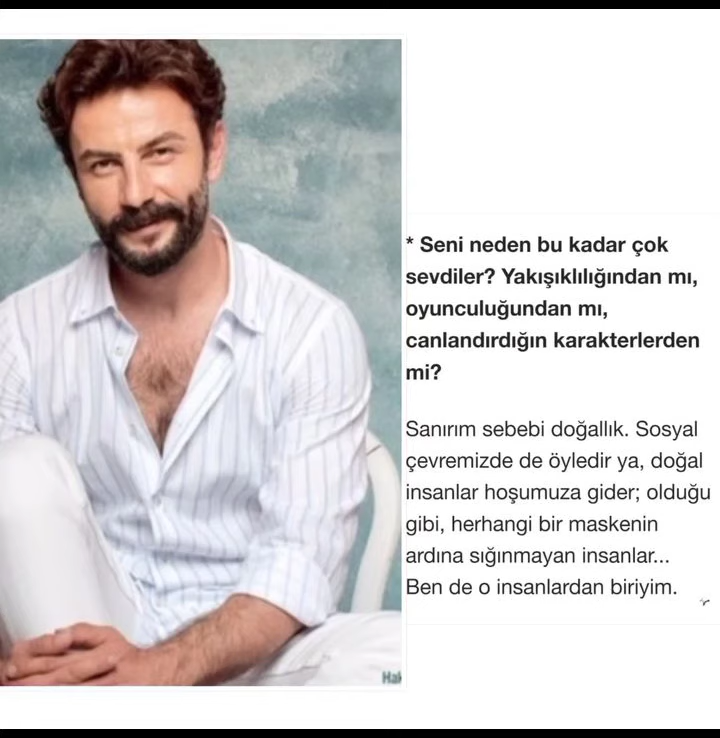 * Seni neden bu kadar çok
sevdiler? Yakışıklılığından mı,
oyunculuğundan mı,
canlandırdığın karakterlerden
mi?
Sanırım sebebi doğallık. Sosyal
çevremizde de öyledir ya, doğal
insanlar hoşumuza gider; olduğu
gibi, herhangi bir maskenin
ardına sığınmayan insanlar...
Ben de o insanlardan biriyim.
Hak